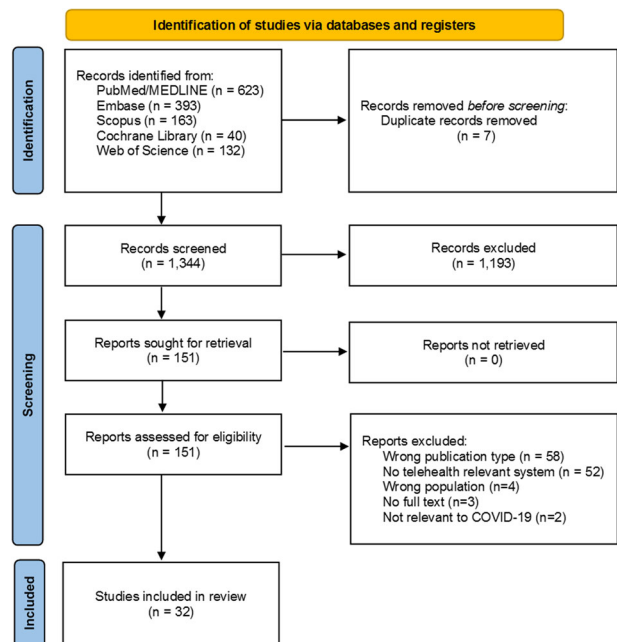 Identification of studies via databases and registers
Identification
Records identified from:
PubMed/MEDLINE (n = 623)
Embase (n = 393)
Scopus (n = 163)
Cochrane Library (n = 40)
Web of Science (n = 132)
Records removed before screening:
Duplicate records removed
(n = 7)
Screening
Records screened
(n = 1,344)
Records excluded
(n = 1,193)
Reports sought for retrieval
(n = 151)
Reports not retrieved
(n = 0)
Reports assessed for eligibility
(n = 151)
Reports excluded:
Wrong publication type (n = 58)
No telehealth relevant system (n = 52)
Wrong population (n=4)
No full text (n=3)
Not relevant to COVID-19 (n=2)
Included
Studies included in review
(n = 32)